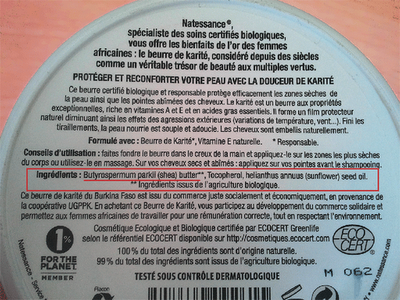 Natessance®,
spécialiste des soins certifiés biologiques,
vous offre les bienfaits de l'or des femmes
africaines : le beurre de karité, considéré depuis des siècles
comme un véritable trésor de beauté aux multiples vertus.
PROTÉGER ET RECONFORTER VOTRE PEAU AVEC LA DOUCEUR DE KARITÉ
Ce beurre certifié biologique et responsable protège efficacement les zones sèches de
la peau ainsi que les pointes abîmées des cheveux. Le karité est un beurre aux propriétés
exceptionnelles, riche en vitamines A et E et en acides gras essentiels. Il forme un film protecteur
naturel idéal contre les effets des agressions extérieures (variations de température, vent..). Fini les
tiraillements et les irritations. La peau est nourrie et adoucie. Les cheveux sont embellis naturellement.
Formulé avec : Beurre de Karité*, Vitamine E naturelle. * Responsable.
Conseils d'utilisation : faites fondre le beurre dans le creux de la main et appliquez-le sur les zones les plus sèches
du corps ou utilisez-le en massage. Sur vos cheveux secs et abîmés : appliquez sur vos pointes avant le shampooing.
Ingrédients : Butyrospermum parkii (shea) butter**, Tocopherol, helianthus annuus (sunflower) seed oil.
** Ingrédients issus de l'agriculture biologique.
Ce beurre de karité du Burkina Faso est issu du commerce juste socialement et économiquement, en provenance de
la coopérative UGPPK. En achetant ce Beurre de Karité, vous participez au développement du commerce solidaire et
permettez aux femmes africaines de travailler pour une rémunération correcte, tout en respectant l'environnement.
Cosmétique Ecologique et Biologique certifié par ECOCERT Greenlife
selon le référentiel ECOCERT disponible sur http://cosmetiques.ecocert.com
100 % du total des ingrédients sont d'origine naturelle.
99 % du total des ingrédients sont issus de l'agriculture biologique.
TESTÉ SOUS CONTRÔLE DERMATOLOGIQUE
1%
FOR THE
PLANET
MEMBER
ECO
CERT
M 062
www.natessance.com
Natessance